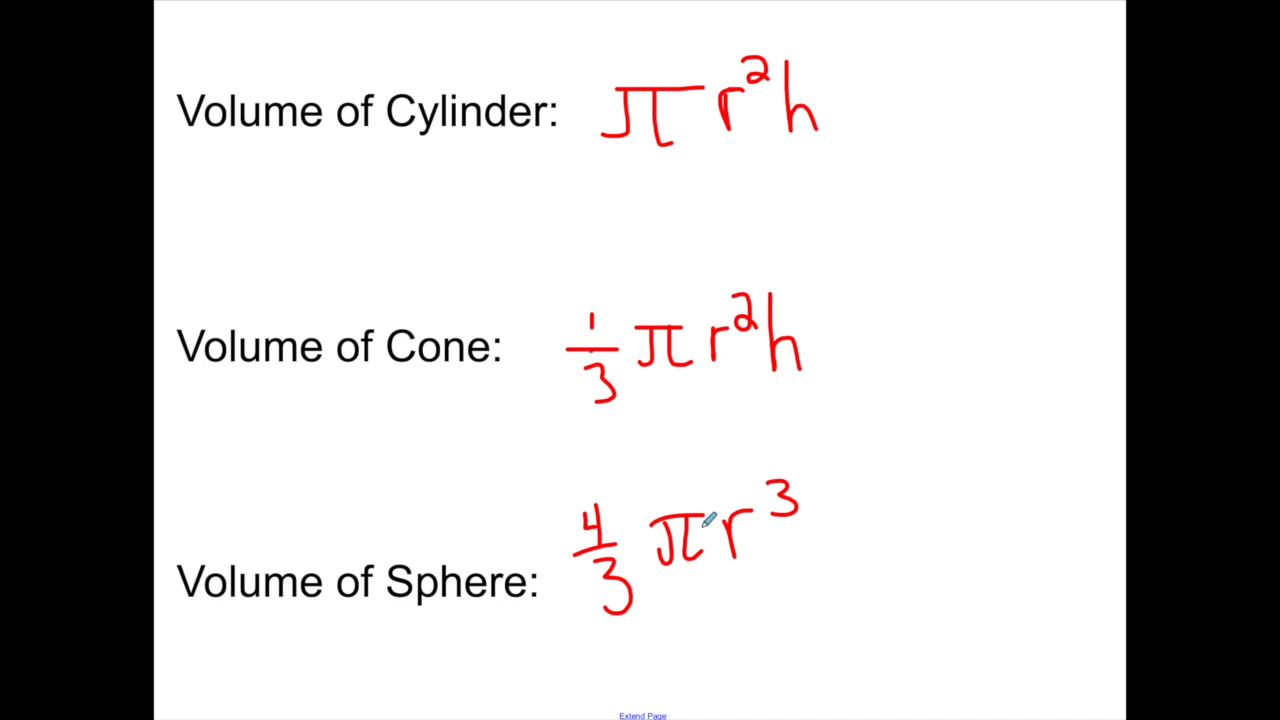 Volume of Cylinder: πr²h
Volume of Cone: 1/3 πr²h
Volume of Sphere: 4/3 πr³
Extend Page